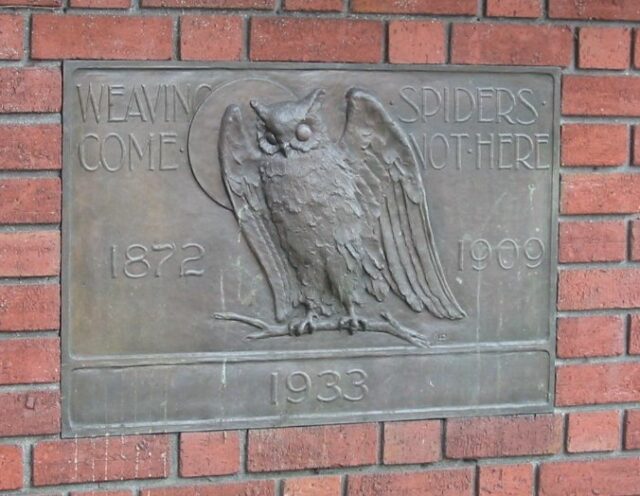 WEAVING SPIDERS·
COME· NOT·HERE
1872 1909
1933